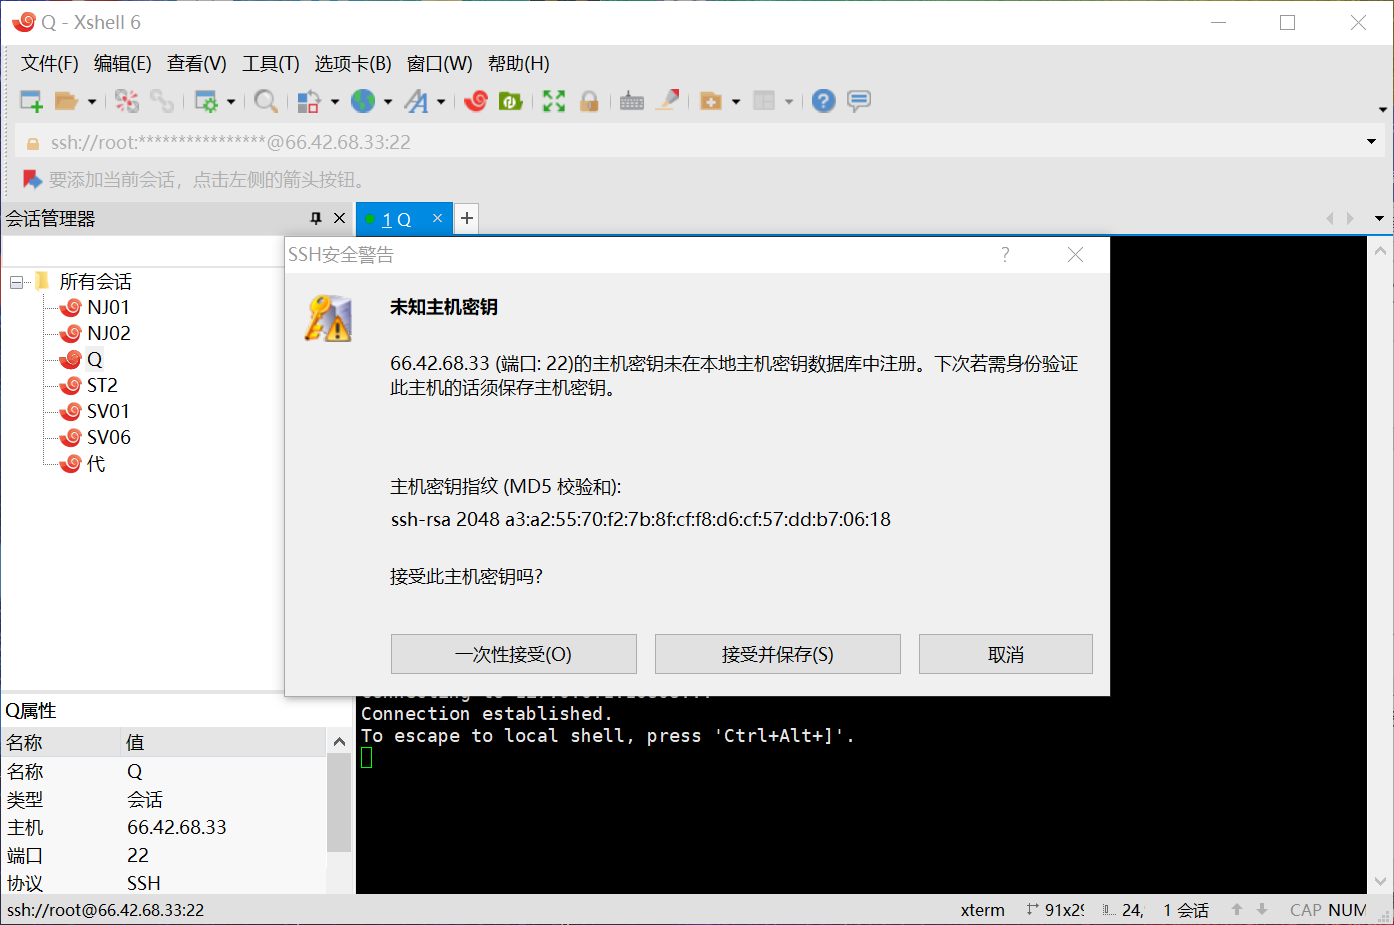 Q - Xshell 6
文件(F) 编辑(E) 查看(V) 工具(T) 选项卡(B) 窗口(W) 帮助(H)
ssh://root:****************@66.42.68.33:22
要添加当前会话，点击左侧的箭头按钮。
会话管理器
1 Q
所有会话
NJ01
NJ02
Q
ST2
SV01
SV06
代
SSH安全警告
未知主机密钥
66.42.68.33 (端口: 22)的主机密钥未在本地主机密钥数据库中注册。下次若需身份验证
此主机的话须保存主机密钥。
主机密钥指纹 (MD5 校验和):
ssh-rsa 2048 a3:a2:55:70:f2:7b:8f:cf:f8:d6:cf:57:dd:b7:06:18
接受此主机密钥吗?
一次性接受(O) 接受并保存(S) 取消
Connection established.
To escape to local shell, press 'Ctrl+Alt+]'.
Q属性
名称 值
名称 Q
类型 会话
主机 66.42.68.33
端口 22
协议 SSH
ssh://root@66.42.68.33:22 xterm 91x29 24, 1 会话 CAP NUM